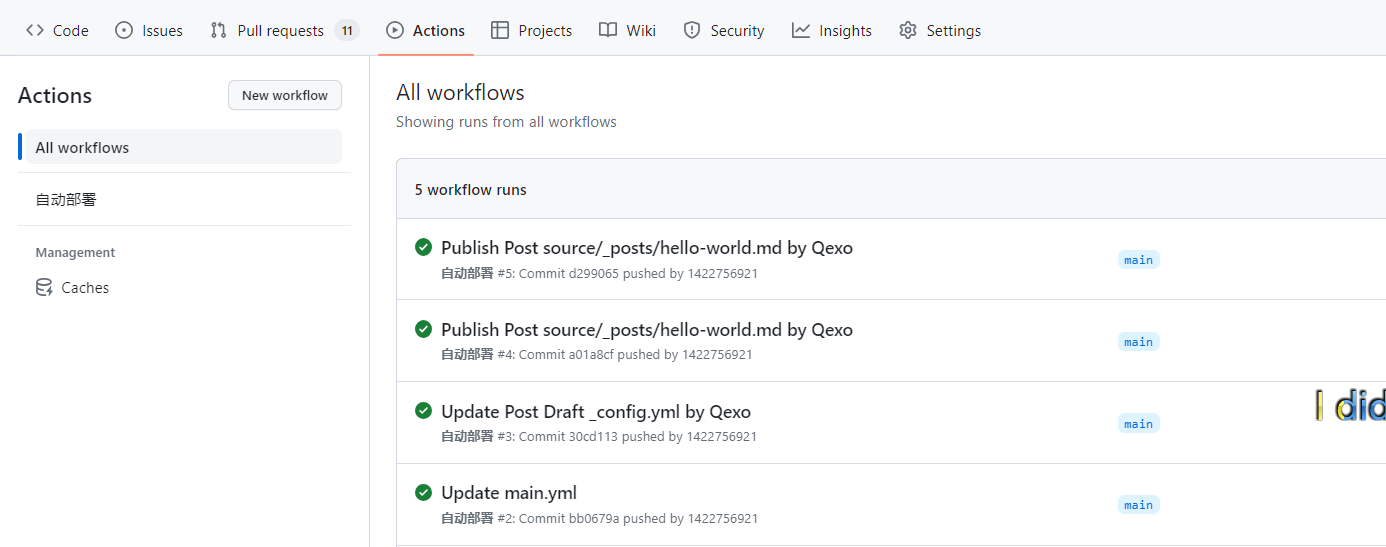 Code Issues Pull requests 11 Actions Projects Wiki Security Insights Settings
Actions
New workflow
All workflows
自动部署
Management
Caches
All workflows
Showing runs from all workflows
5 workflow runs
Publish Post source/_posts/hello-world.md by Qexo
main
自动部署 #5: Commit d299065 pushed by 1422756921
Publish Post source/_posts/hello-world.md by Qexo
main
自动部署 #4: Commit a01a8cf pushed by 1422756921
Update Post Draft _config.yml by Qexo
main
自动部署 #3: Commit 30cd113 pushed by 1422756921
Update main.yml
main
自动部署 #2: Commit bb0679a pushed by 1422756921
I did